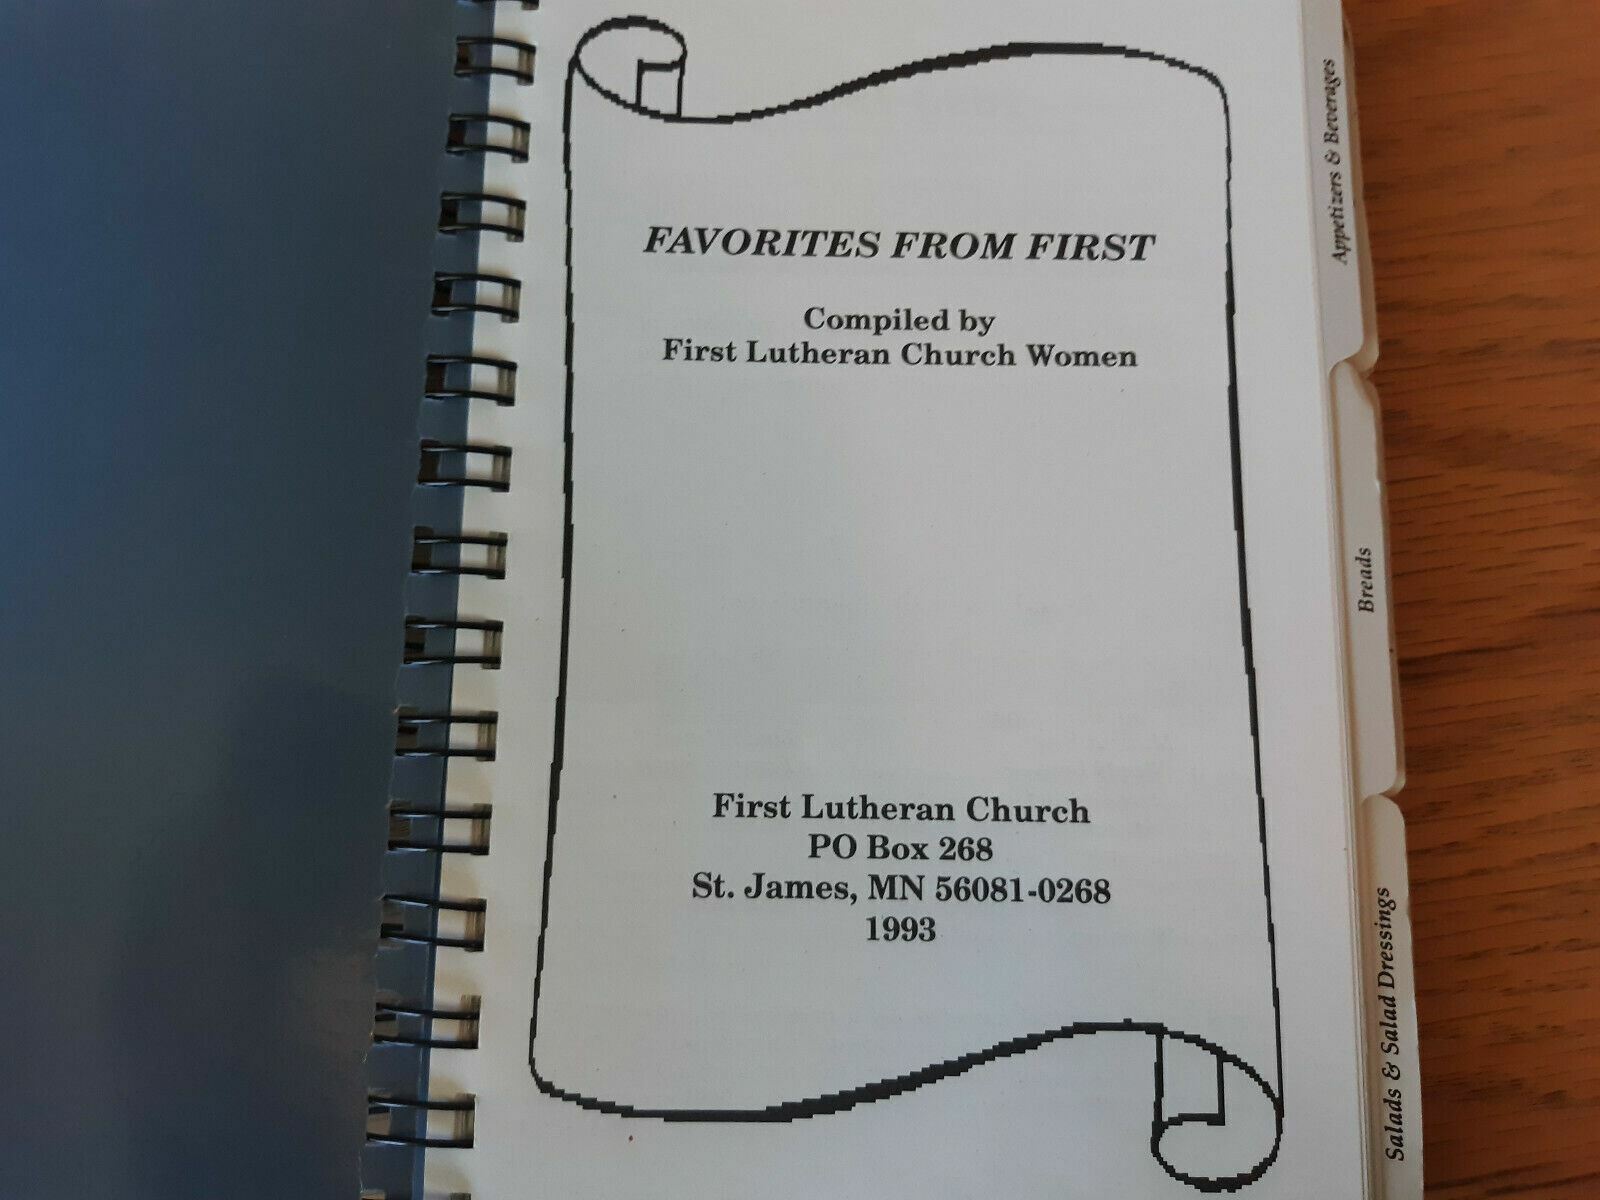 FAVORITES FROM FIRST
Compiled by
First Lutheran Church Women
First Lutheran Church
PO Box 268
St. James, MN 56081-0268
1993
Appetizers & Beverages
Breads
Salads & Salad Dressings